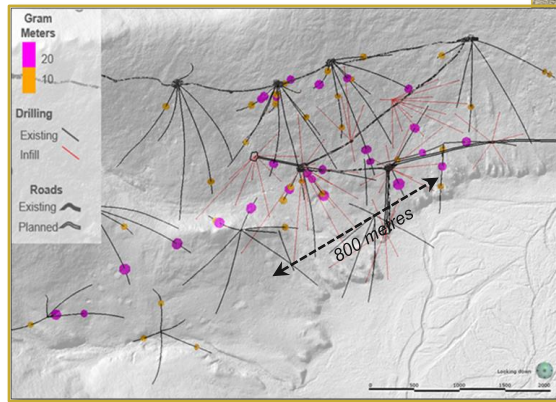 Gram
Meters
20
10
Drilling
Existing
Infill
Roads
Existing
Planned
800 metres
Looking down
0
500
1000
1500
2000